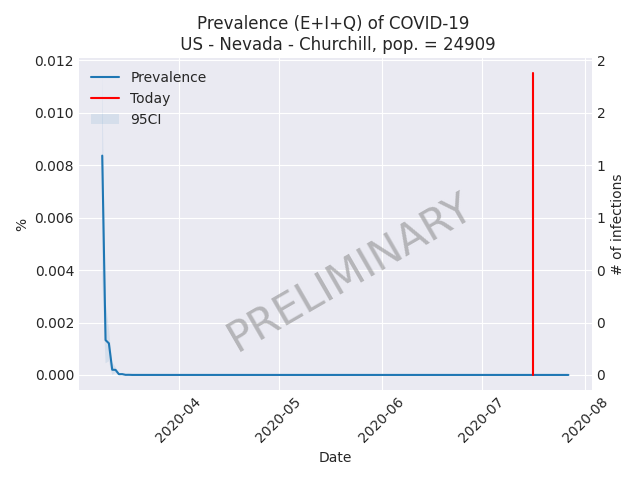 Prevalence (E+I+Q) of COVID-19
US - Nevada - Churchill, pop. = 24909
Prevalence
Today
95CI
0.012
0.010
0.008
0.006
0.004
0.002
0.000
%
2
2
1
1
0
0
0
# of infections
PRELIMINARY
2020-04
2020-05
2020-06
2020-07
2020-08
Date